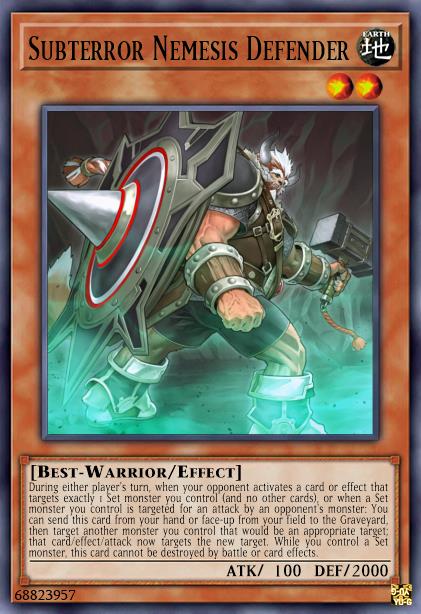 SUBTERROR NEMESIS DEFENDER
EARTH
地
[BEST-WARRIOR/EFFECT]
During either player's turn, when your opponent activates a card or effect that
targets exactly 1 Set monster you control (and no other cards), or when a Set
monster you control is targeted for an attack by an opponent's monster: You
can send this card from your hand or face-up from your field to the Graveyard,
then target another monster you control that would be an appropriate target;
that card/effect/attack now targets the new target. While you control a Set
monster, this card cannot be destroyed by battle or card effects.
ATK/ 100 DEF/2000
68823957